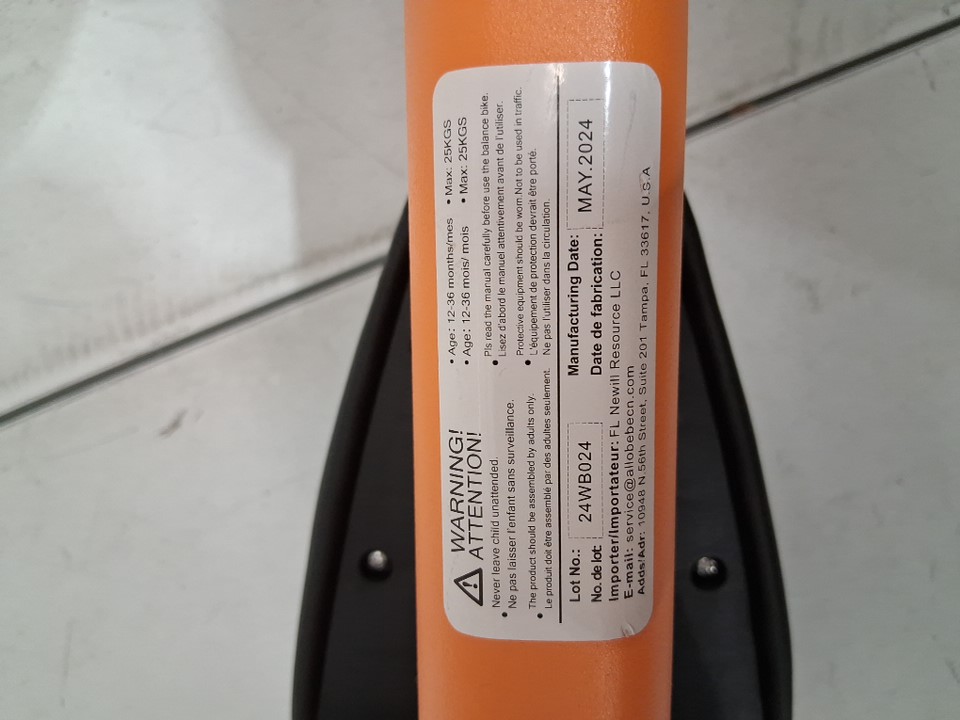 WARNING!
ATTENTION!
• Age: 12-36 months/mes • Max: 25KGS
• Age: 12-36 mois/ mois • Max: 25KGS
• Never leave child unattended.
Ne pas laisser l'enfant sans surveillance.
• Pls read the manual carefully before use the balance bike.
Lisez d'abord le manuel attentivement avant de l'utiliser.
• The product should be assembled by adults only.
Le produit doit être assemblé par des adultes seulement.
• Protective equipment should be worn.Not to be used in traffic.
L'équipement de protection devrait être porté.
Ne pas l'utiliser dans la circulation.
Lot No.: 24WB024 Manufacturing Date: MAY.2024
No. de lot: Date de fabrication:
Importer/Importateur: FL Newill Resource LLC
E-mail: service@allobebecn.com
Adds/Adr: 10948 N.56th Street, Suite 201 Tampa, FL 33617, U.S.A